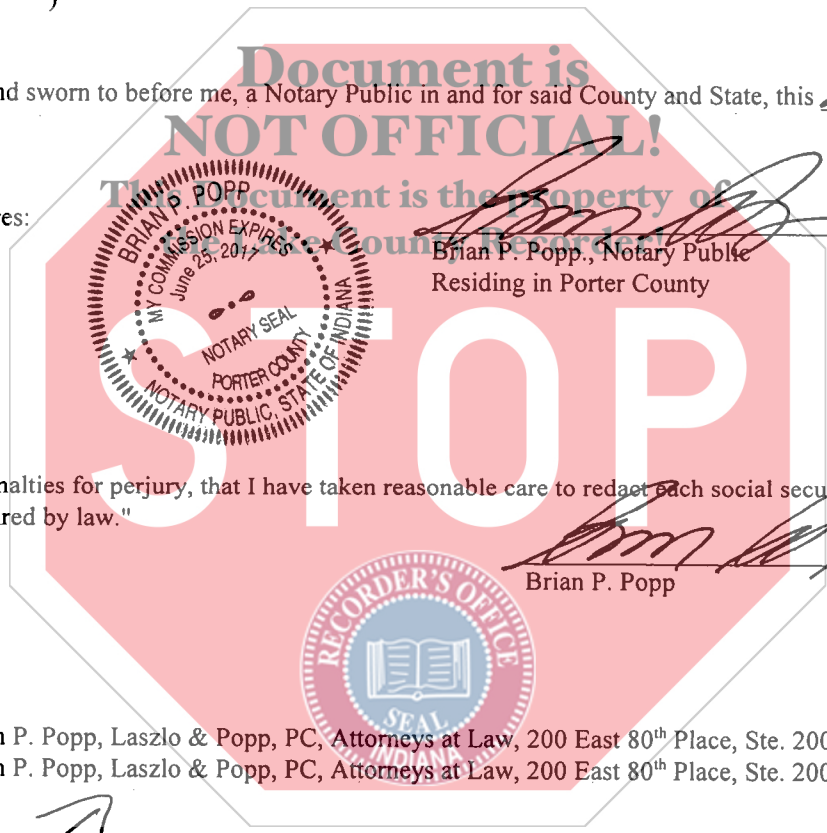 )
Document is
nd sworn to before me, a Notary Public in and for said County and State, this
NOT OFFICIAL!
This Document is the property of
the Lake County Recorder!
res:
BRIAN P. POPP
MY COMMISSION EXPIRES
June 25, 2017
NOTARY SEAL
PORTER COUNTY
NOTARY PUBLIC, STATE OF INDIANA
Brian P. Popp., Notary Public
Residing in Porter County
STOP
nalties for perjury, that I have taken reasonable care to redact each social secu
red by law."
Brian P. Popp
RECORDER'S OFFICE
SEAL
INDIANA
n P. Popp, Laszlo & Popp, PC, Attorneys at Law, 200 East 80th Place, Ste. 200
n P. Popp, Laszlo & Popp, PC, Attorneys at Law, 200 East 80th Place, Ste. 200